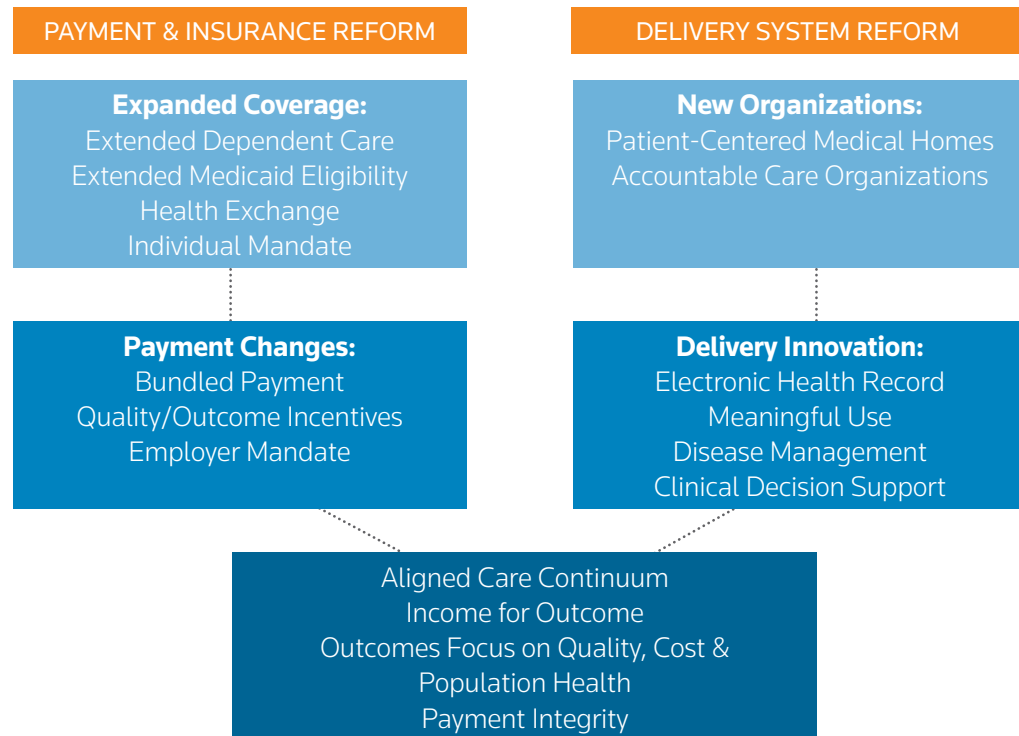 PAYMENT & INSURANCE REFORM
Expanded Coverage:
Extended Dependent Care
Extended Medicaid Eligibility
Health Exchange
Individual Mandate
Payment Changes:
Bundled Payment
Quality/Outcome Incentives
Employer Mandate
DELIVERY SYSTEM REFORM
New Organizations:
Patient-Centered Medical Homes
Accountable Care Organizations
Delivery Innovation:
Electronic Health Record
Meaningful Use
Disease Management
Clinical Decision Support
Aligned Care Continuum
Income for Outcome
Outcomes Focus on Quality, Cost &
Population Health
Payment Integrity